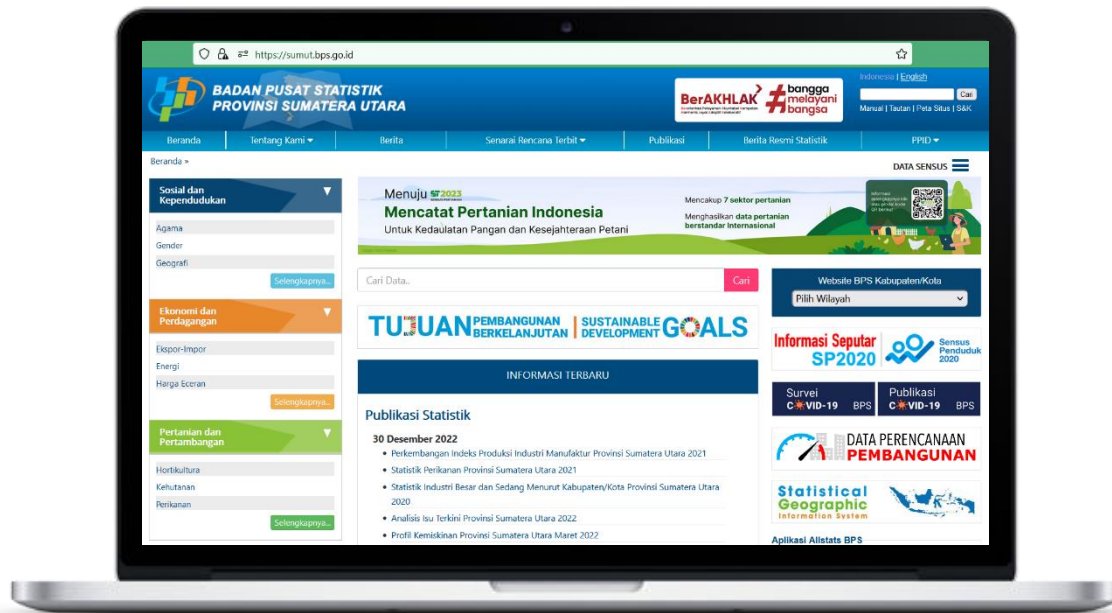 https://sumut.bps.go.id
BADAN PUSAT STATISTIK
PROVINSI SUMATERA UTARA
BerAKHLAK
bangga
melayani
bangsa
Indonesia | English
Cari
Manual | Tautan | Peta Situs | S&K
Beranda
Tentang Kami
Berita
Senarai Rencana Terbit
Publikasi
Berita Resmi Statistik
PPID
Beranda »
DATA SENSUS
Sosial dan
Kependudukan
Agama
Gender
Geografi
Selengkapnya...
Ekonomi dan
Perdagangan
Ekspor-Impor
Energi
Harga Eceran
Selengkapnya...
Pertanian dan
Pertambangan
Hortikultura
Kehutanan
Perikanan
Selengkapnya...
Menuju ST2023
Mencatat Pertanian Indonesia
Untuk Kedaulatan Pangan dan Kesejahteraan Petani
Mencakup 7 sektor pertanian
Menghasilkan data pertanian
berstandar internasional
Cari Data..
Cari
TUJUAN PEMBANGUNAN BERKELANJUTAN | SUSTAINABLE DEVELOPMENT GOALS
INFORMASI TERBARU
Publikasi Statistik
30 Desember 2022
Perkembangan Indeks Produksi Industri Manufaktur Provinsi Sumatera Utara 2021
Statistik Perikanan Provinsi Sumatera Utara 2021
Statistik Industri Besar dan Sedang Menurut Kabupaten/Kota Provinsi Sumatera Utara
2020
Analisis Isu Terkini Provinsi Sumatera Utara 2022
Profil Kemiskinan Provinsi Sumatera Utara Maret 2022
Website BPS Kabupaten/Kota
Pilih Wilayah
Informasi Seputar
SP2020
Sensus
Penduduk
2020
Survei
COVID-19 BPS
Publikasi
COVID-19 BPS
DATA PERENCANAAN
PEMBANGUNAN
Statistical
Geographic
Information System
Aplikasi Allstats BPS